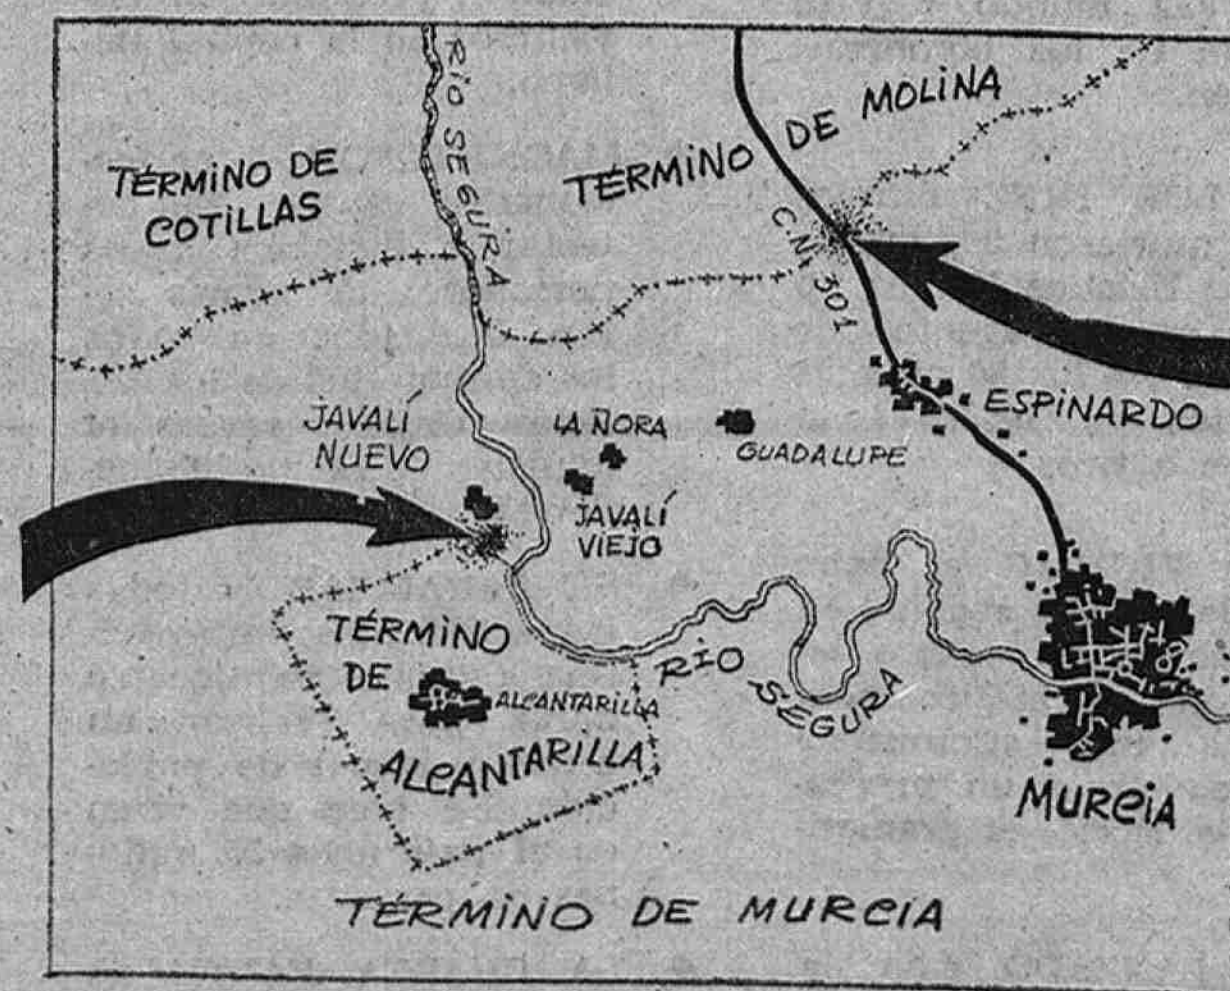 RÍO SEGURA
TÉRMINO DE MOLINA
TÉRMINO DE
COTILLAS
C.N. 301
JAVALÍ
NUEVO
LA ÑORA
GUADALUPE
ESPINARDO
JAVALÍ
VIEJO
TÉRMINO
DE
ALCANTARILLA
ALCANTARILLA
RÍO SEGURA
MURCIA
TÉRMINO DE MURCIA